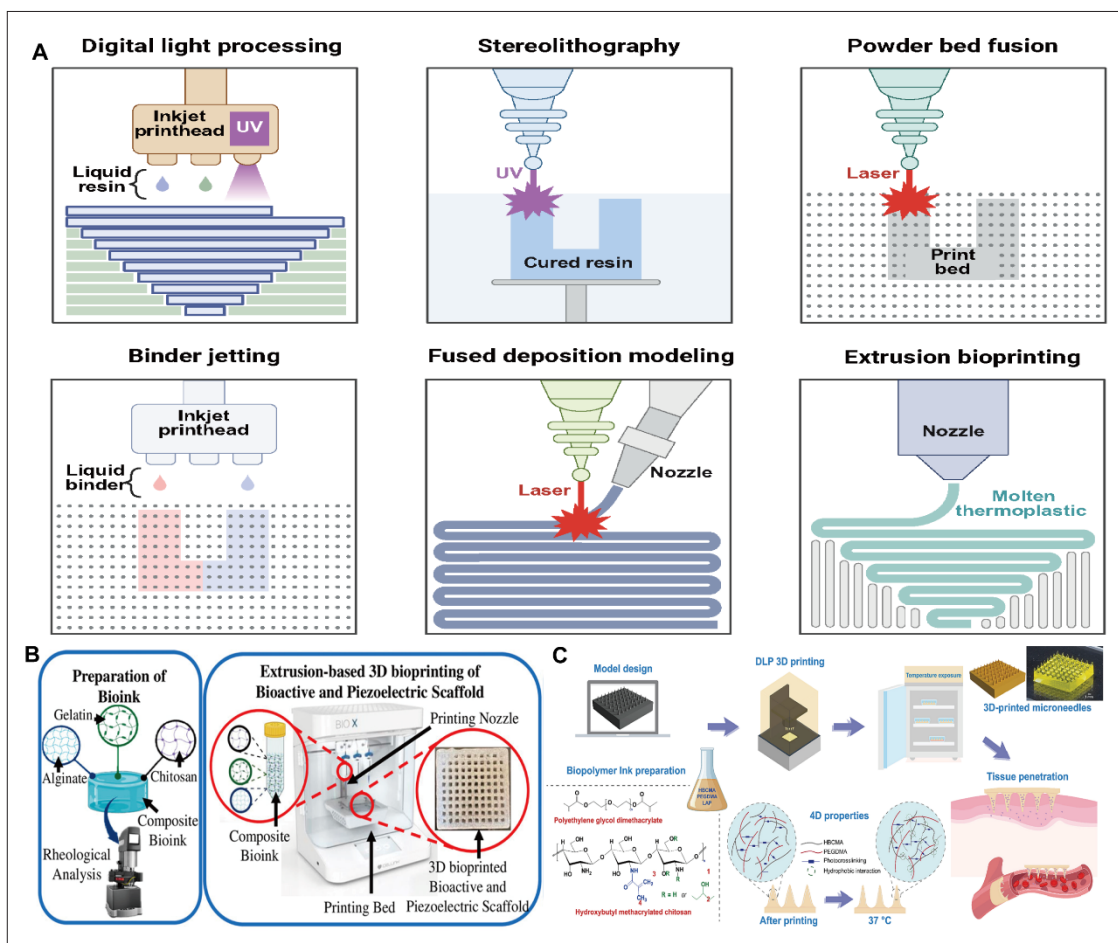 A
Digital light processing
Stereolithography
Powder bed fusion
Inkjet
printhead
UV
Liquid
resin
UV
Cured resin
Laser
Print
bed
Binder jetting
Fused deposition modeling
Extrusion bioprinting
Inkjet
printhead
Liquid
binder
Laser
Nozzle
Nozzle
Molten
thermoplastic
B
Preparation of
Bioink
Gelatin
Alginate
Chitosan
Composite
Bioink
Rheological
Analysis
Extrusion-based 3D bioprinting of
Bioactive and Piezoelectric Scaffold
BIO X
Printing Nozzle
Composite
Bioink
Printing Bed
3D bioprinted
Bioactive and
Piezoelectric Scaffold
C
Model design
DLP 3D printing
Temperature exposure
3D-printed microneedles
Biopolymer Ink preparation
HBCMA
PEGDMA
LAP
Polyethylene glycol dimethacrylate
Hydroxybutyl methacrylated chitosan
R = H or
1
2
3
4
4D properties
HBCMA
PEGDMA
Photocrosslinking
Hydrophobic interaction
After printing
37 °C
Tissue penetration